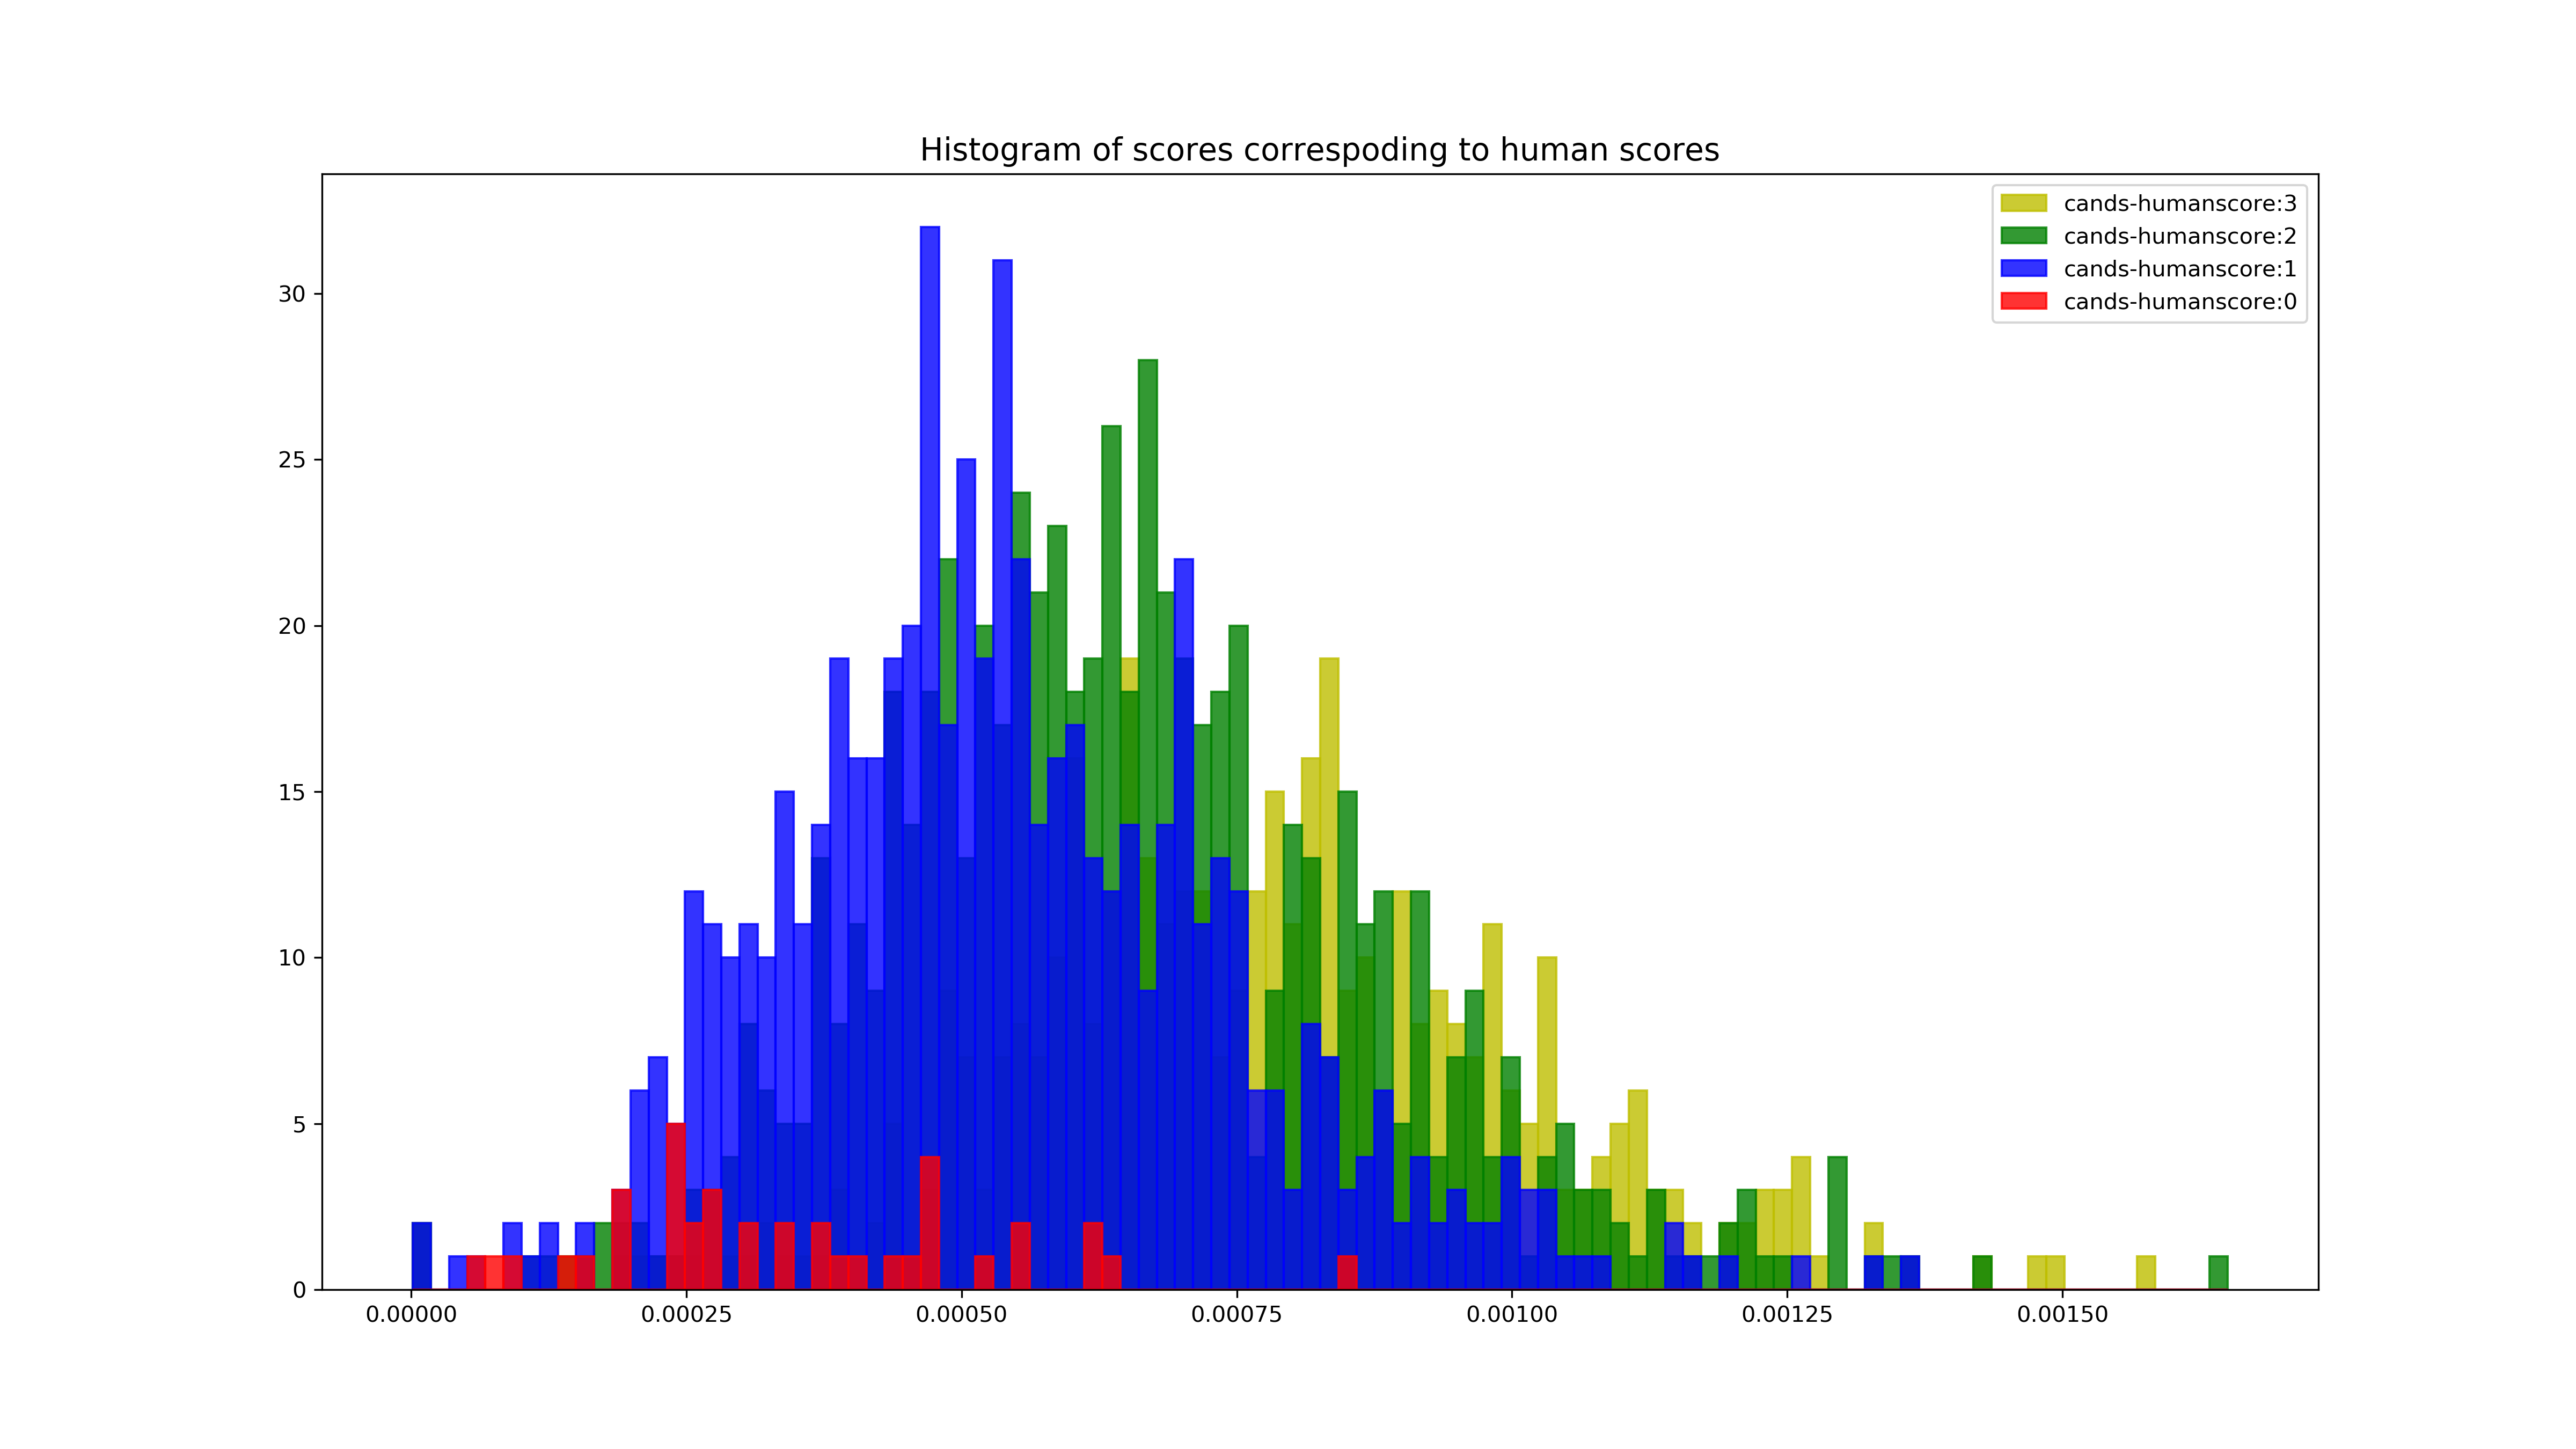 Histogram of scores correspoding to human scores
cands-humanscore:3
cands-humanscore:2
cands-humanscore:1
cands-humanscore:0
30
25
20
15
10
5
0
0.00000 0.00025 0.00050 0.00075 0.00100 0.00125 0.00150